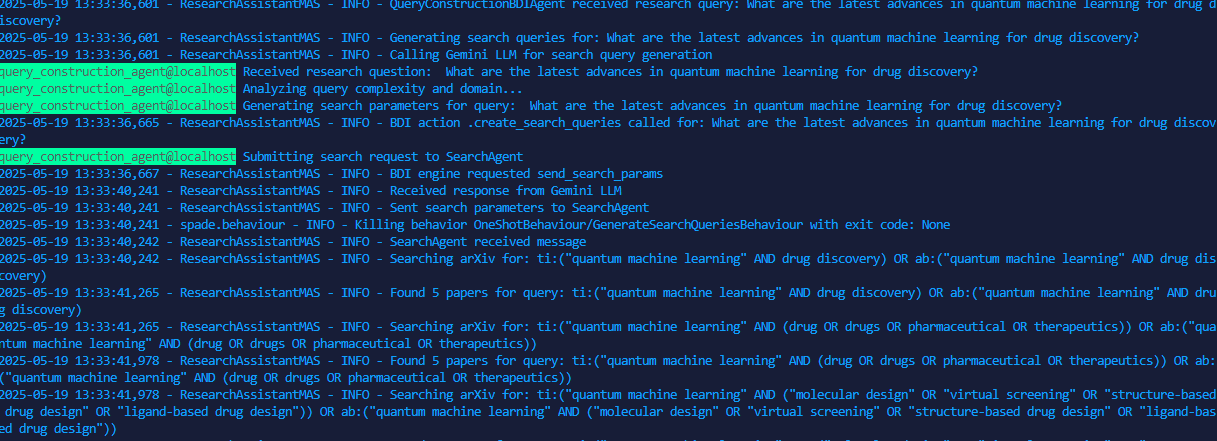 2025-05-19 13:33:36,601 - ResearchAssistantMAS - INFO - QueryConstructionBDIAgent received research query: What are the latest advances in quantum machine learning for drug d
iscovery?
2025-05-19 13:33:36,601 - ResearchAssistantMAS - INFO - Generating search queries for: What are the latest advances in quantum machine learning for drug discovery?
2025-05-19 13:33:36,601 - ResearchAssistantMAS - INFO - Calling Gemini LLM for search query generation
query_construction_agent@localhost Received research question:  What are the latest advances in quantum machine learning for drug discovery?
query_construction_agent@localhost Analyzing query complexity and domain...
query_construction_agent@localhost Generating search parameters for query:  What are the latest advances in quantum machine learning for drug discovery?
2025-05-19 13:33:36,665 - ResearchAssistantMAS - INFO - BDI action .create_search_queries called for: What are the latest advances in quantum machine learning for drug discov
ery?
query_construction_agent@localhost Submitting search request to SearchAgent
2025-05-19 13:33:36,667 - ResearchAssistantMAS - INFO - BDI engine requested send_search_params
2025-05-19 13:33:40,241 - ResearchAssistantMAS - INFO - Received response from Gemini LLM
2025-05-19 13:33:40,241 - ResearchAssistantMAS - INFO - Sent search parameters to SearchAgent
2025-05-19 13:33:40,241 - spade.behaviour - INFO - Killing behavior OneShotBehaviour/GenerateSearchQueriesBehaviour with exit code: None
2025-05-19 13:33:40,242 - ResearchAssistantMAS - INFO - SearchAgent received message
2025-05-19 13:33:40,242 - ResearchAssistantMAS - INFO - Searching arXiv for: ti:("quantum machine learning" AND drug discovery) OR ab:("quantum machine learning" AND drug dis
covery)
2025-05-19 13:33:41,265 - ResearchAssistantMAS - INFO - Found 5 papers for query: ti:("quantum machine learning" AND drug discovery) OR ab:("quantum machine learning" AND dru
g discovery)
2025-05-19 13:33:41,265 - ResearchAssistantMAS - INFO - Searching arXiv for: ti:("quantum machine learning" AND (drug OR drugs OR pharmaceutical OR therapeutics)) OR ab:("qua
ntum machine learning" AND (drug OR drugs OR pharmaceutical OR therapeutics))
2025-05-19 13:33:41,978 - ResearchAssistantMAS - INFO - Found 5 papers for query: ti:("quantum machine learning" AND (drug OR drugs OR pharmaceutical OR therapeutics)) OR ab:
("quantum machine learning" AND (drug OR drugs OR pharmaceutical OR therapeutics))
2025-05-19 13:33:41,978 - ResearchAssistantMAS - INFO - Searching arXiv for: ti:("quantum machine learning" AND ("molecular design" OR "virtual screening" OR "structure-based
drug design" OR "ligand-based drug design")) OR ab:("quantum machine learning" AND ("molecular design" OR "virtual screening" OR "structure-based drug design" OR "ligand-bas
ed drug design"))